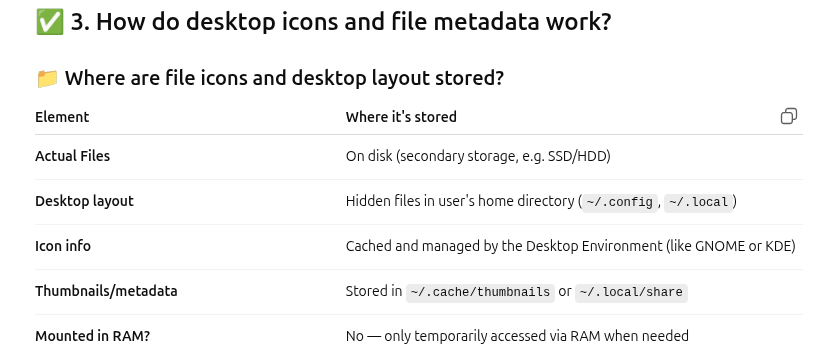 ✅ 3. How do desktop icons and file metadata work?
📁 Where are file icons and desktop layout stored?
Element Where it's stored
Actual Files On disk (secondary storage, e.g. SSD/HDD)
Desktop layout Hidden files in user's home directory ( ~/.config , ~/.local )
Icon info Cached and managed by the Desktop Environment (like GNOME or KDE)
Thumbnails/metadata Stored in ~/.cache/thumbnails or ~/.local/share
Mounted in RAM? No — only temporarily accessed via RAM when needed